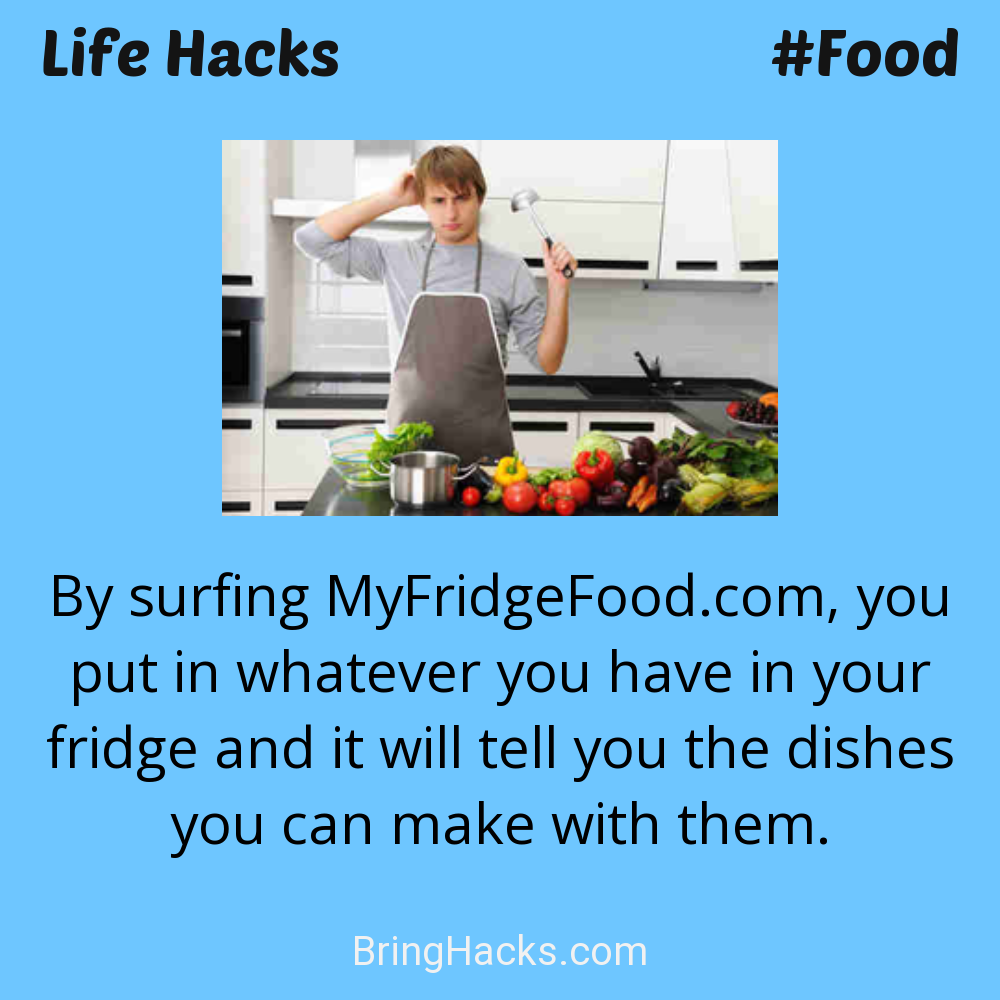 Life Hacks
#Food
By surfing MyFridgeFood.com, you
put in whatever you have in your
fridge and it will tell you the dishes
you can make with them.
BringHacks.com